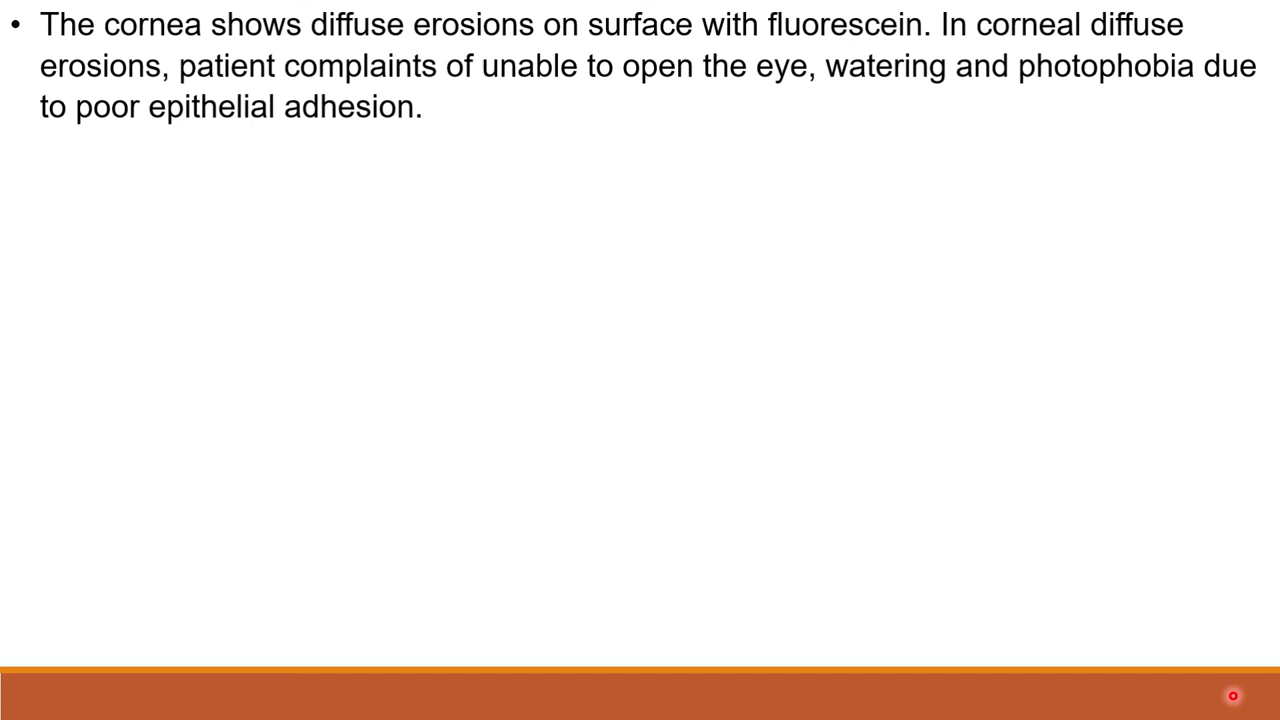 • The cornea shows diffuse erosions on surface with fluorescein. In corneal diffuse
erosions, patient complaints of unable to open the eye, watering and photophobia due
to poor epithelial adhesion.